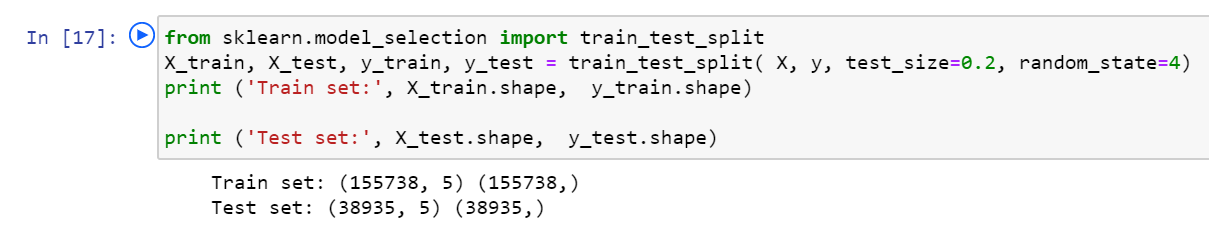 In [17]: from sklearn.model_selection import train_test_split
X_train, X_test, y_train, y_test = train_test_split( X, y, test_size=0.2, random_state=4)
print ('Train set:', X_train.shape,  y_train.shape)
print ('Test set:', X_test.shape,  y_test.shape)
Train set: (155738, 5) (155738,)
Test set: (38935, 5) (38935,)